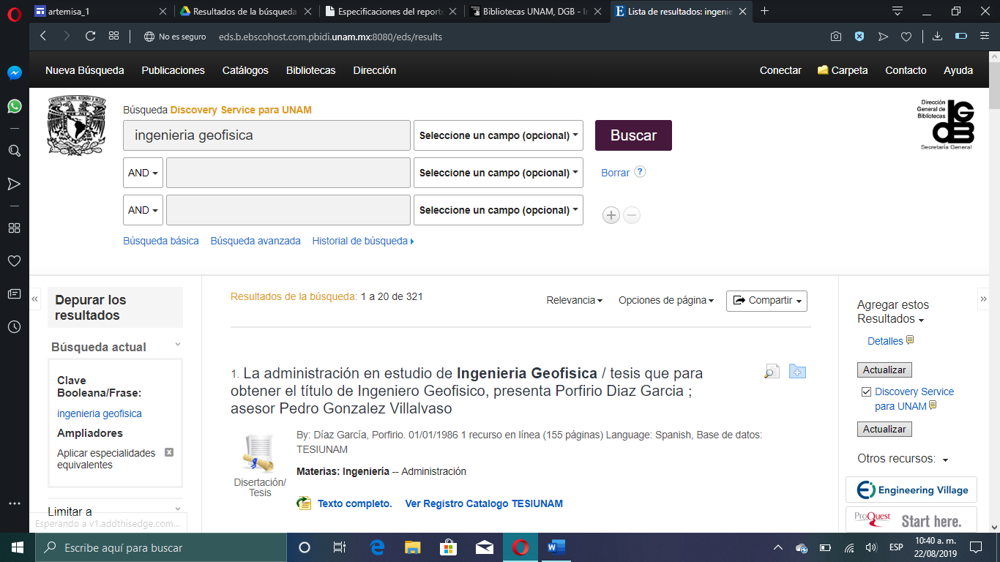 artemisa_1
Resultados de la búsqueda
Especificaciones del reporte
Bibliotecas UNAM, DGB - I
Lista de resultados: ingenie
No es seguro
eds.b.ebscohost.com.pbidi.unam.mx:8080/eds/results
Nueva Búsqueda Publicaciones Catálogos Bibliotecas Dirección
Conectar Carpeta Contacto Ayuda
Búsqueda Discovery Service para UNAM
ingenieria geofisica
Seleccione un campo (opcional)
Buscar
AND
Seleccione un campo (opcional)
Borrar ?
AND
Seleccione un campo (opcional)
Búsqueda básica Búsqueda avanzada Historial de búsqueda
Dirección
General de
Bibliotecas
DGB
Secretaría General
«
Depurar los
resultados
Búsqueda actual
Clave
Booleana/Frase:
ingenieria geofisica
Ampliadores
Aplicar especialidades
equivalentes
Limitar a
Esperando a v1.addthisedge.com...
Resultados de la búsqueda: 1 a 20 de 321
Relevancia Opciones de página Compartir
1. La administración en estudio de Ingenieria Geofisica / tesis que para
obtener el título de Ingeniero Geofisico, presenta Porfirio Diaz Garcia ;
asesor Pedro Gonzalez Villalvaso
Disertación/
Tesis
By: Díaz García, Porfirio. 01/01/1986 1 recurso en línea (155 páginas) Language: Spanish, Base de datos:
TESIUNAM
Materias: Ingeniería -- Administración
Texto completo. Ver Registro Catalogo TESIUNAM
»
Agregar estos
Resultados
Detalles
Actualizar
Discovery Service
para UNAM
Actualizar
Otros recursos:
Engineering Village
ProQuest Start here.
Escribe aquí para buscar
ESP
10:40 a. m.
22/08/2019